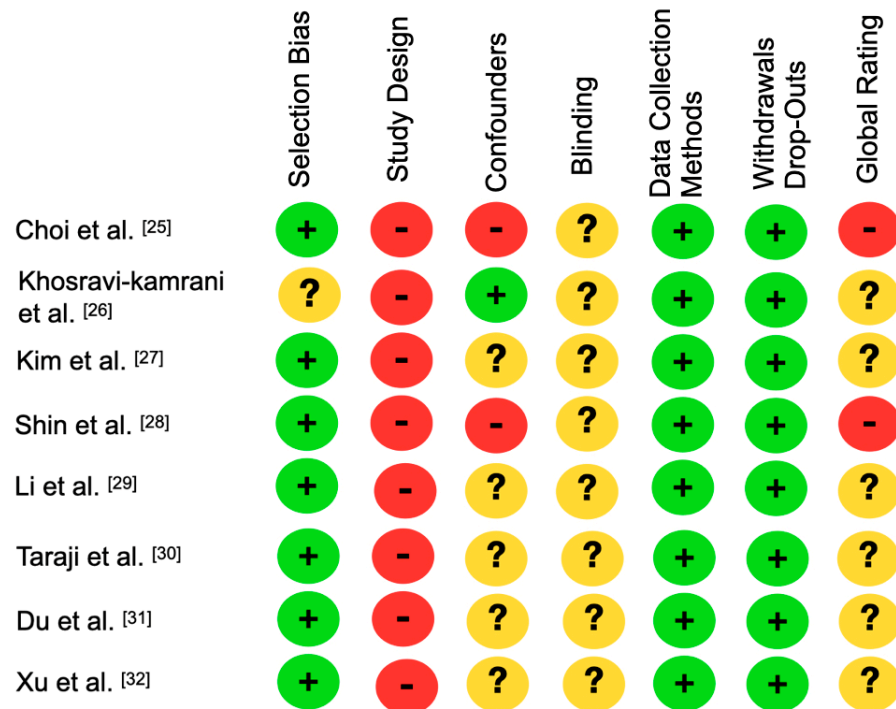 Selection Bias
Study Design
Confounders
Blinding
Data Collection
Methods
Withdrawals
Drop-Outs
Global Rating
Choi et al. [25] + - - ? + + -
Khosravi-kamrani
et al. [26] ? - + ? + + ?
Kim et al. [27] + - ? ? + + ?
Shin et al. [28] + - - ? + + -
Li et al. [29] + - ? ? + + ?
Taraji et al. [30] + - ? ? + + ?
Du et al. [31] + - ? ? + + ?
Xu et al. [32] + - ? ? + + ?